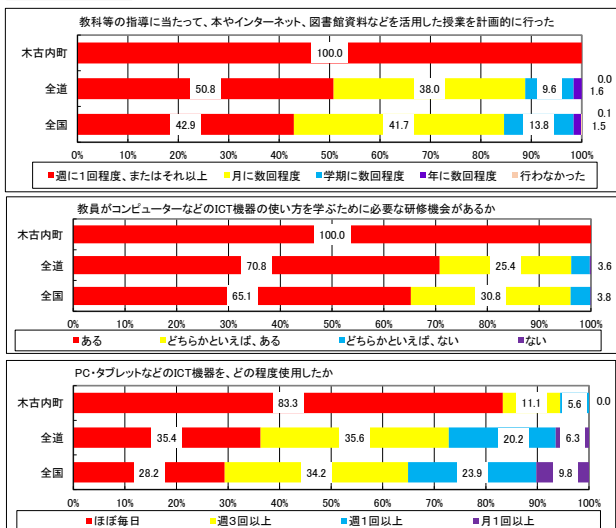 教科等の指導に当たって、本やインターネット、図書館資料などを活用した授業を計画的に行った
木古内町 100.0
全道 50.8 38.0 9.6 1.6 0.0
全国 42.9 41.7 13.8 1.5 0.1
0% 10% 20% 30% 40% 50% 60% 70% 80% 90% 100%
■週に1回程度、またはそれ以上 ■月に数回程度 ■学期に数回程度 ■年に数回程度 ■行わなかった
教員がコンピューターなどのICT機器の使い方を学ぶために必要な研修機会があるか
木古内町 100.0
全道 70.8 25.4 3.6
全国 65.1 30.8 3.8
0% 10% 20% 30% 40% 50% 60% 70% 80% 90% 100%
■ある ■どちらかといえば、ある ■どちらかといえば、ない ■ない
PC・タブレットなどのICT機器を、どの程度使用したか
木古内町 83.3 11.1 5.6 0.0
全道 35.4 35.6 20.2 6.3
全国 28.2 34.2 23.9 9.8
0% 10% 20% 30% 40% 50% 60% 70% 80% 90% 100%
■ほぼ毎日 ■週3回以上 ■週1回以上 ■月1回以上